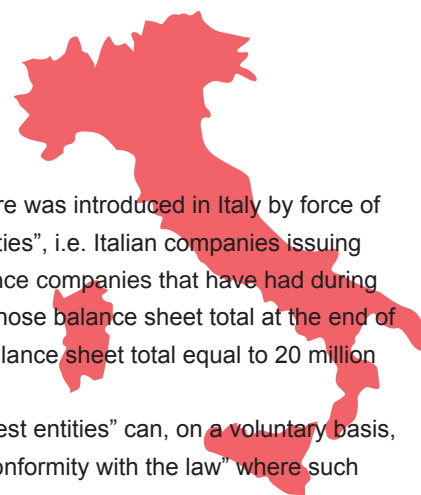 re was introduced in Italy by force of
ties”, i.e. Italian companies issuing
nce companies that have had during
hose balance sheet total at the end of
lance sheet total equal to 20 million
est entities” can, on a voluntary basis,
onformity with the law” where such